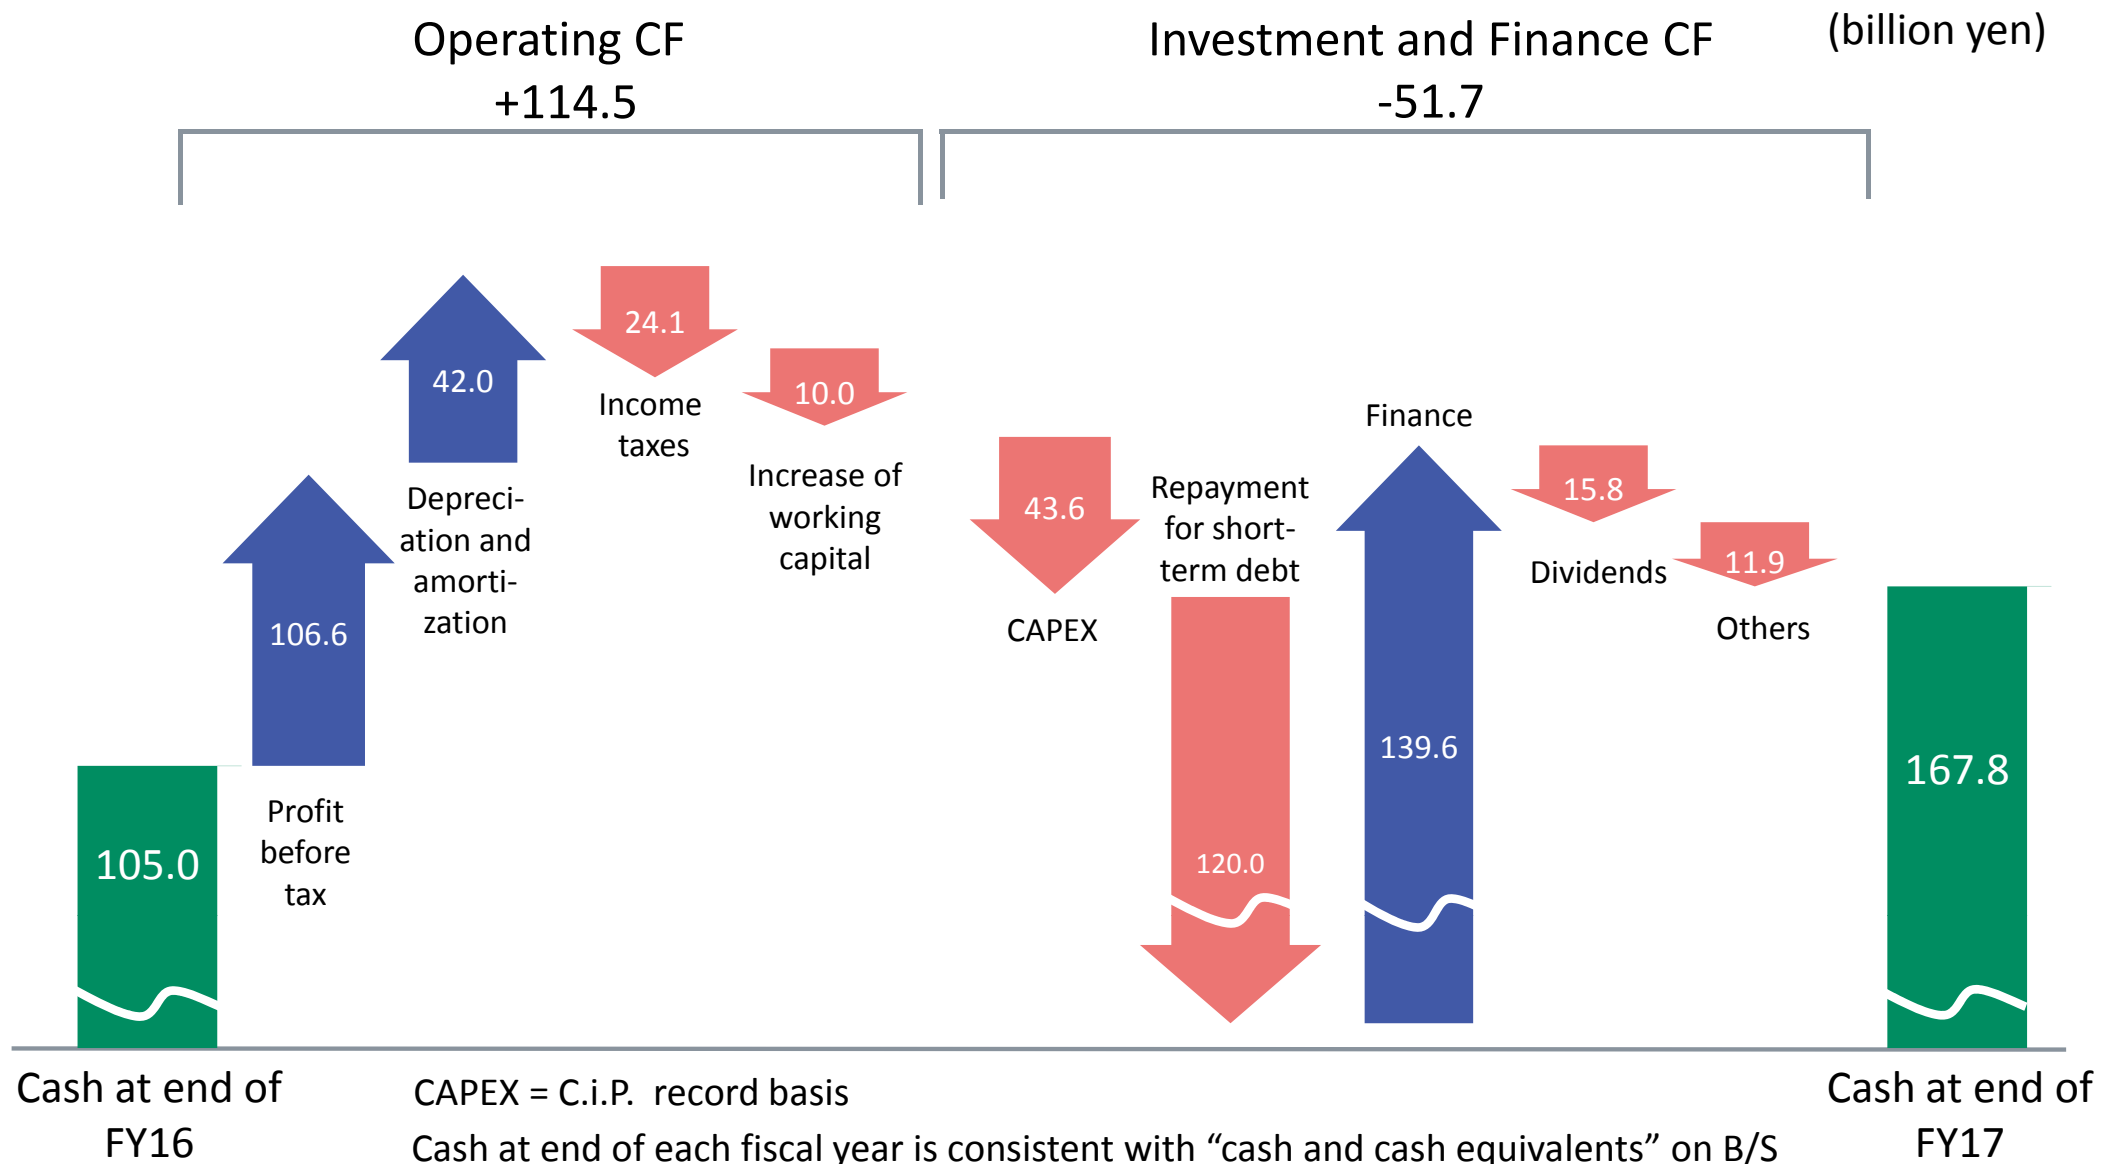 Operating CF
+114.5
Investment and Finance CF
-51.7
(billion yen)
105.0
106.6
Profit
before
tax
42.0
Depreci-
ation and
amorti-
zation
24.1
Income
taxes
10.0
Increase of
working
capital
43.6
CAPEX
Repayment
for short-
term debt
120.0
Finance
139.6
15.8
Dividends
11.9
Others
167.8
Cash at end of
FY16
CAPEX = C.i.P.  record basis
Cash at end of each fiscal year is consistent with “cash and cash equivalents” on B/S
Cash at end of
FY17